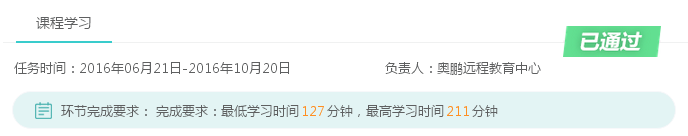 课程学习
已通过
任务时间：2016年06月21日-2016年10月20日 负责人：奥鹏远程教育中心
环节完成要求： 完成要求：最低学习时间 127 分钟，最高学习时间 211 分钟